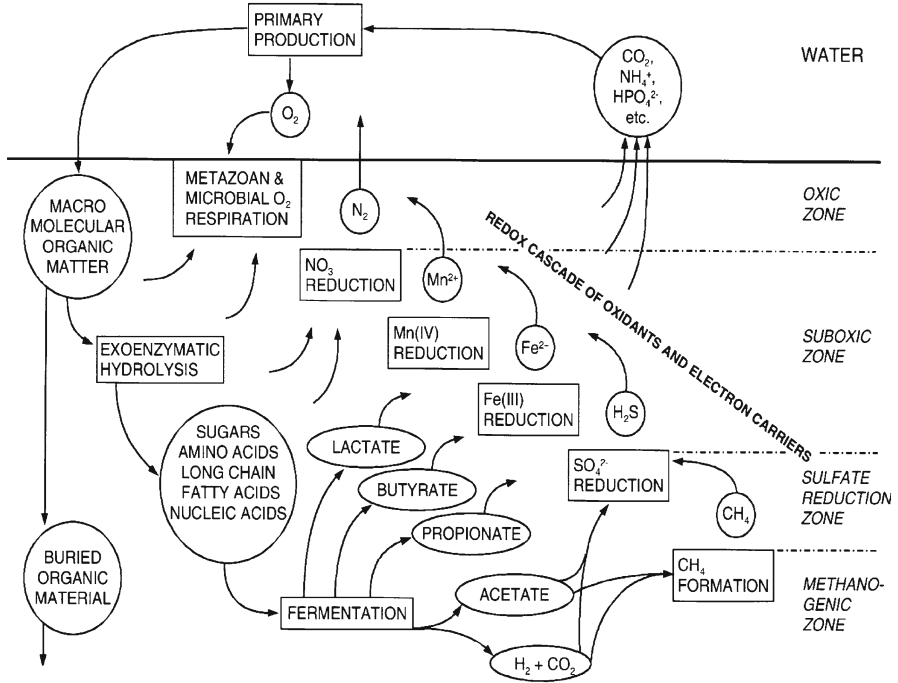 PRIMARY
PRODUCTION
WATER
CO₂,
NH₄⁺,
HPO₄²⁻,
etc.
O₂
METAZOAN &
MICROBIAL O₂
RESPIRATION
OXIC
ZONE
MACRO
MOLECULAR
ORGANIC
MATTER
N₂
REDOX CASCADE OF OXIDANTS AND ELECTRON CARRIERS
NO₃
REDUCTION
Mn²⁺
Mn(IV)
REDUCTION
Fe²⁻
SUBOXIC
ZONE
EXOENZYMATIC
HYDROLYSIS
Fe(III)
REDUCTION
H₂S
SUGARS
AMINO ACIDS
LONG CHAIN
FATTY ACIDS
NUCLEIC ACIDS
LACTATE
BUTYRATE
PROPIONATE
SO₄²⁻
REDUCTION
CH₄
SULFATE
REDUCTION
ZONE
BURIED
ORGANIC
MATERIAL
FERMENTATION
ACETATE
H₂ + CO₂
CH₄
FORMATION
METHANO-
GENIC
ZONE